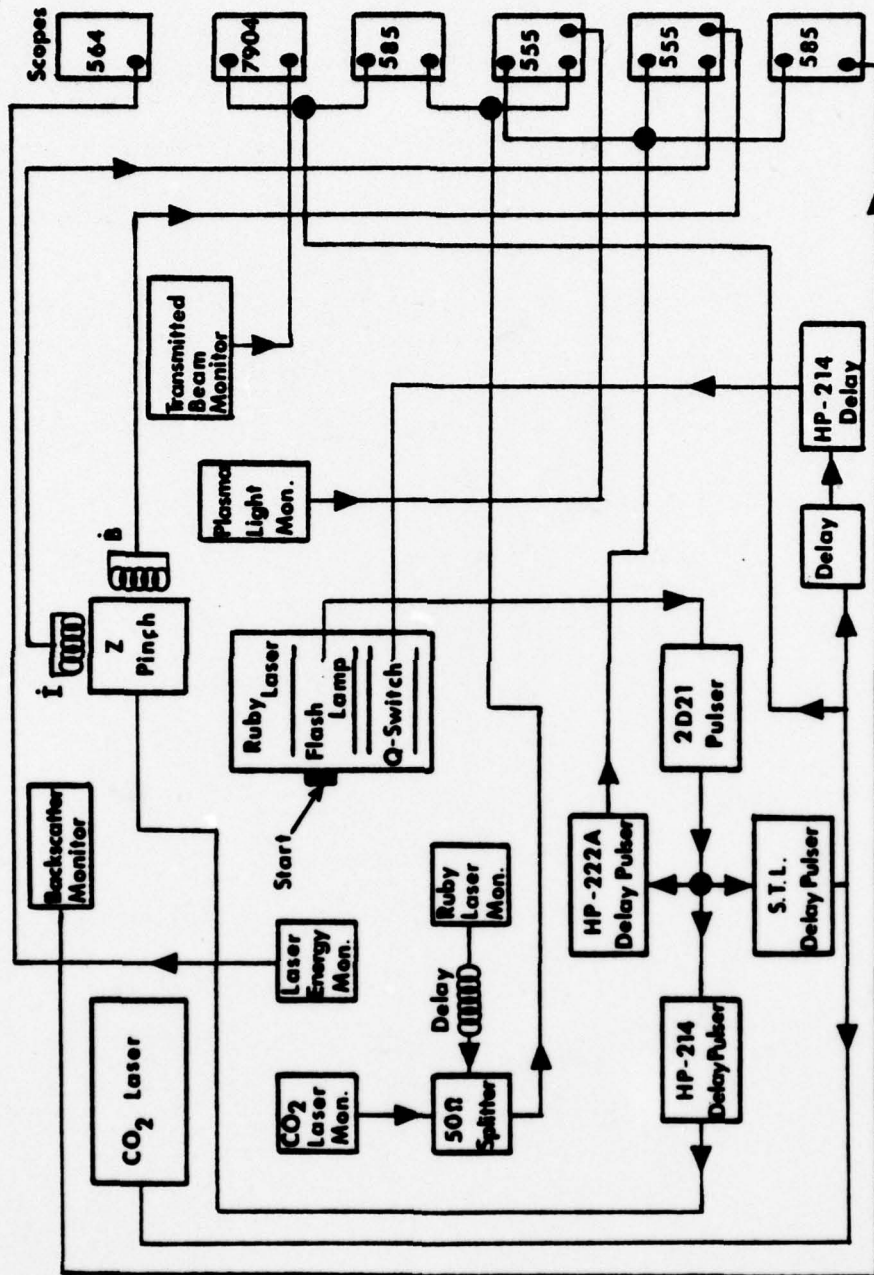 Scopes
564
7904
585
555
555
585
Backscatter
Monitor
İ
Z
Pinch
Ḃ
Transmitted
Beam
Monitor
CO2 Laser
Laser
Energy
Mon.
Start
Ruby Laser
Flash
Lamp
Q-Switch
Plasma
Light
Mon.
CO2
Laser
Mon.
Delay
Ruby
Laser
Mon.
50Ω
Splitter
HP-222A
Delay Pulser
2D21
Pulser
Delay
HP-214
Delay
HP-214
Delay Pulser
S.T.L.
Delay Pulser